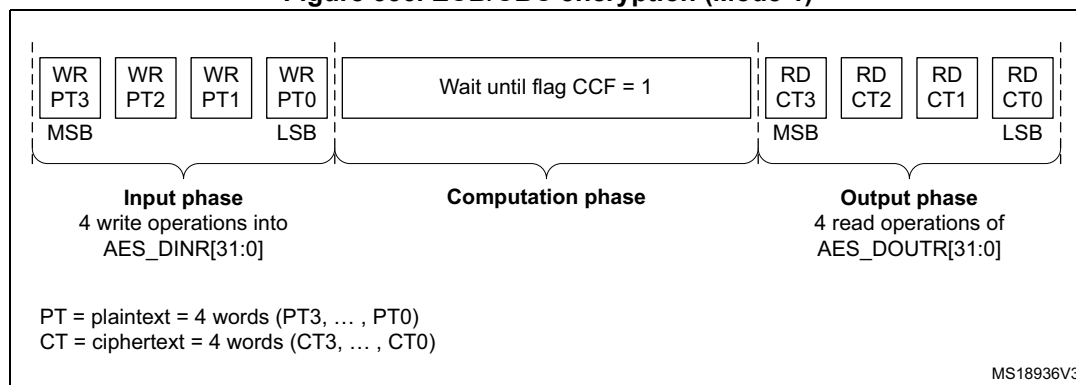 WR WR WR WR
PT3 PT2 PT1 PT0
Wait until flag CCF = 1
RD RD RD RD
CT3 CT2 CT1 CT0
MSB LSB
MSB LSB
Input phase
4 write operations into
AES_DINR[31:0]
Computation phase
Output phase
4 read operations of
AES_DOUTR[31:0]
PT = plaintext = 4 words (PT3, … , PT0)
CT = ciphertext = 4 words (CT3, … , CT0)
MS18936V3